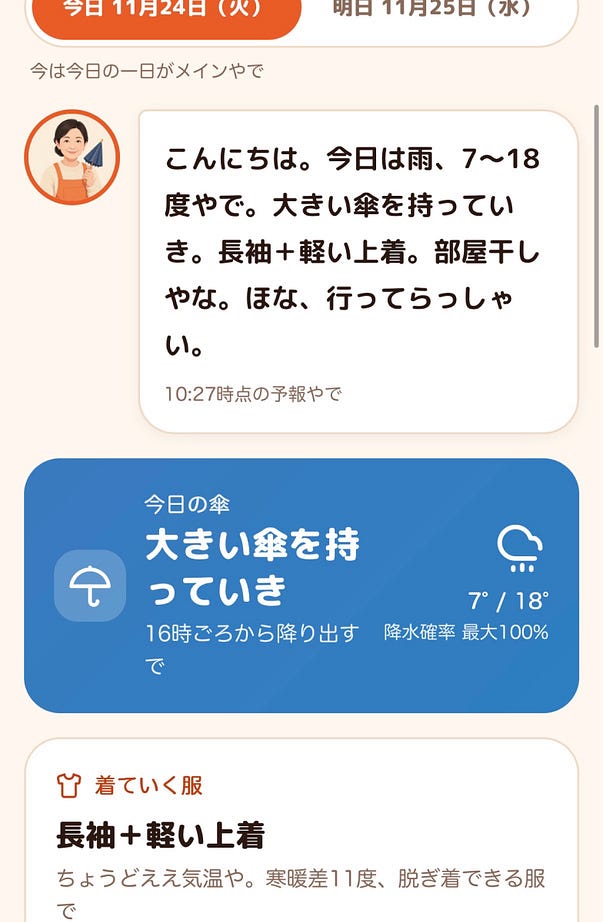 今日 11月24日（火）
明日 11月25日（水）
今は今日の一日がメインやで
こんにちは。今日は雨、7〜18
度やで。大きい傘を持ってい
き。長袖＋軽い上着。部屋干し
やな。ほな、行ってらっしゃ
い。
10:27時点の予報やで
今日の傘
大きい傘を持
っていき
16時ごろから降り出す
で
7° / 18°
降水確率 最大100%
着ていく服
長袖＋軽い上着
ちょうどええ気温や。寒暖差11度、脱ぎ着できる服
で